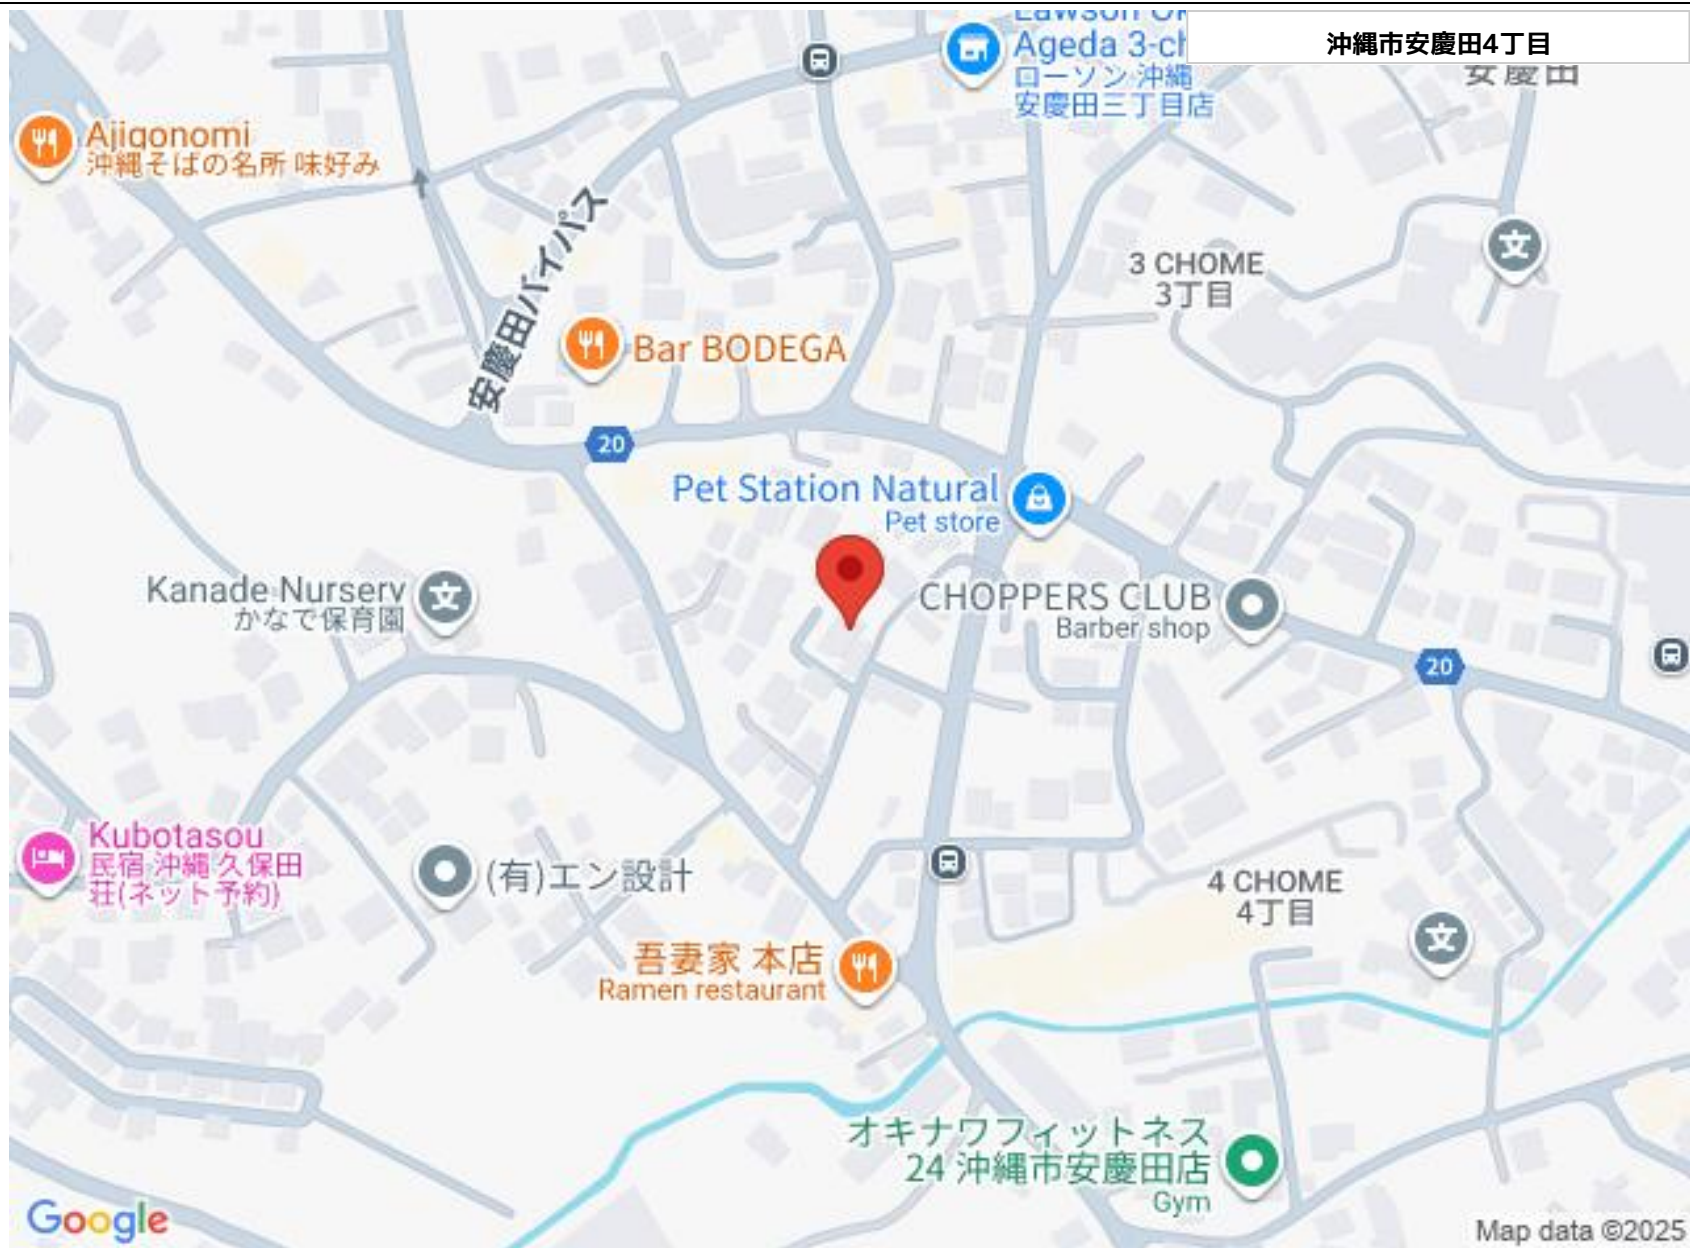 沖縄市安慶田4丁目
Ageda 3-ch
ローソン 沖縄
安慶田三丁目店
安慶田
Ajigonomi
沖縄そばの名所 味好み
安慶田バイパス
3 CHOME
3丁目
Bar BODEGA
20
Pet Station Natural
Pet store
Kanade Nursery
かなで保育園
CHOPPERS CLUB
Barber shop
20
Kubotasou
民宿 沖縄 久保田
荘(ネット予約)
(有)エン設計
4 CHOME
4丁目
吾妻家 本店
Ramen restaurant
オキナワフィットネス
24 沖縄市安慶田店
Gym
Google
Map data ©2025